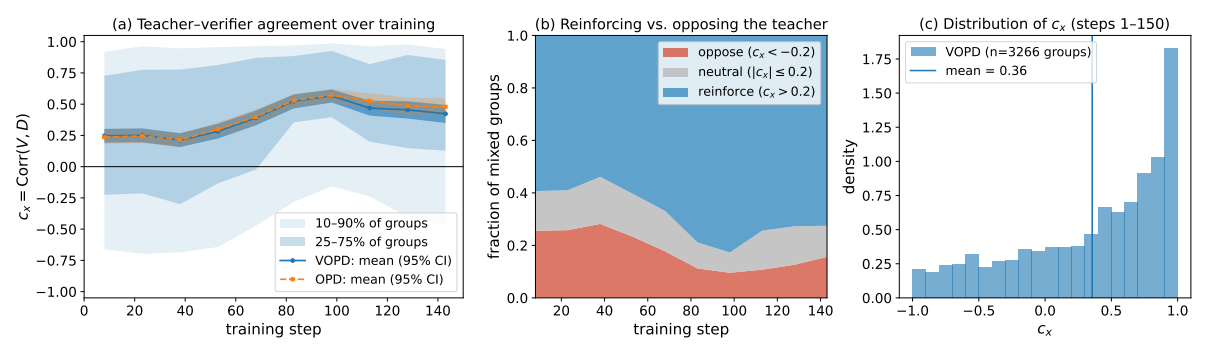 (a) Teacher–verifier agreement over training
1.00
0.75
0.50
0.25
0.00
−0.25
−0.50
−0.75
−1.00
c_x = Corr(V, D)
0 20 40 60 80 100 120 140
training step
10–90% of groups
25–75% of groups
VOPD: mean (95% CI)
OPD: mean (95% CI)
(b) Reinforcing vs. opposing the teacher
1.0
0.8
0.6
0.4
0.2
0.0
fraction of mixed groups
20 40 60 80 100 120 140
training step
oppose (c_x < −0.2)
neutral (|c_x| ≤ 0.2)
reinforce (c_x > 0.2)
(c) Distribution of c_x (steps 1–150)
1.75
1.50
1.25
1.00
0.75
0.50
0.25
0.00
density
−1.0 −0.5 0.0 0.5 1.0
c_x
VOPD (n=3266 groups)
mean = 0.36